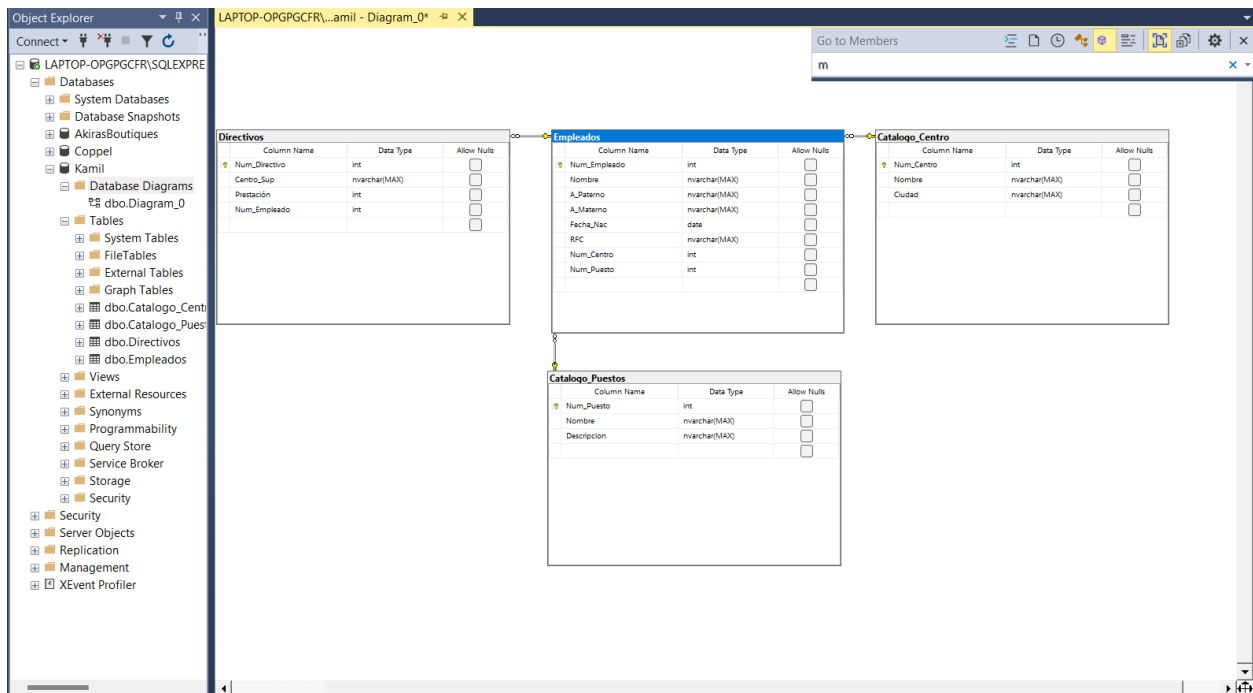 Object Explorer
Connect
LAPTOP-OPGPGCFR\SQLEXPRE
Databases
System Databases
Database Snapshots
AkirasBoutiques
Coppel
Kamil
Database Diagrams
dbo.Diagram_0
Tables
System Tables
FileTables
External Tables
Graph Tables
dbo.Catalogo_Cent
dbo.Catalogo_Pues
dbo.Directivos
dbo.Empleados
Views
External Resources
Synonyms
Programmability
Query Store
Service Broker
Storage
Security
Security
Server Objects
Replication
Management
XEvent Profiler
LAPTOP-OPGPGCFR\...amil - Diagram_0*
Go to Members
m
Directivos
Column Name Data Type Allow Nulls
Num_Directivo int
Centro_Sup nvarchar(MAX)
Prestación int
Num_Empleado int
Empleados
Column Name Data Type Allow Nulls
Num_Empleado int
Nombre nvarchar(MAX)
A_Paterno nvarchar(MAX)
A_Materno nvarchar(MAX)
Fecha_Nac date
RFC nvarchar(MAX)
Num_Centro int
Num_Puesto int
Catalogo_Centro
Column Name Data Type Allow Nulls
Num_Centro int
Nombre nvarchar(MAX)
Ciudad nvarchar(MAX)
Catalogo_Puestos
Column Name Data Type Allow Nulls
Num_Puesto int
Nombre nvarchar(MAX)
Descripcion nvarchar(MAX)